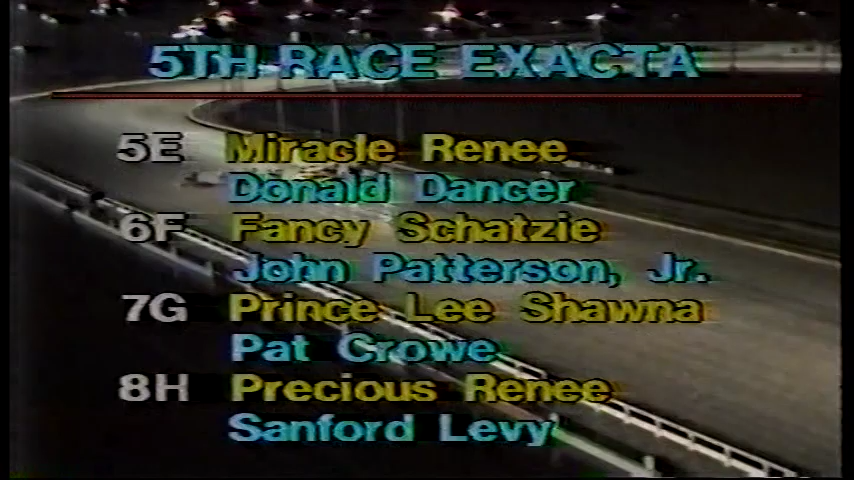 5TH RACE EXACTA
5E Miracle Renee
Donald Dancer
6F Fancy Schatzie
John Patterson, Jr.
7G Prince Lee Shawna
Pat Crowe
8H Precious Renee
Sanford Levy